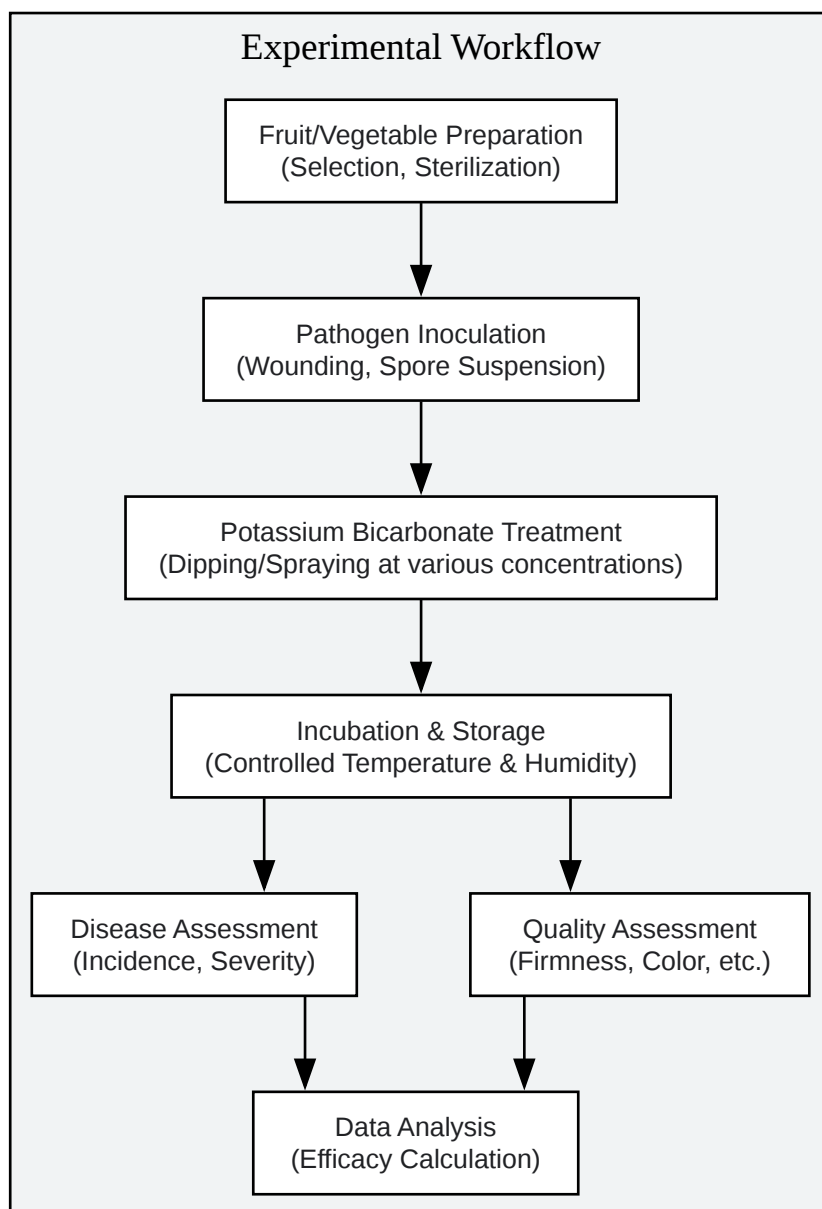 Experimental Workflow
Fruit/Vegetable Preparation
(Selection, Sterilization)
Pathogen Inoculation
(Wounding, Spore Suspension)
Potassium Bicarbonate Treatment
(Dipping/Spraying at various concentrations)
Incubation & Storage
(Controlled Temperature & Humidity)
Disease Assessment
(Incidence, Severity)
Quality Assessment
(Firmness, Color, etc.)
Data Analysis
(Efficacy Calculation)